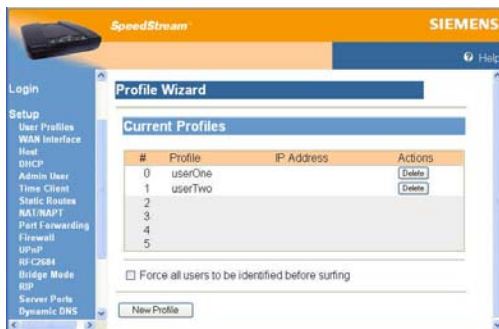 SpeedStream
SIEMENS
Help
Login
Setup
User Profiles
WAN Interface
Host
DHCP
Admin User
Time Client
Static Routes
NAT/NAPT
Port Forwarding
Firewall
UPnP
RFC2684
Bridge Mode
RIP
Server Ports
Dynamic DNS
Profile Wizard
Current Profiles
# Profile IP Address Actions
0 userOne Delete
1 userTwo Delete
2
3
4
5
Force all users to be identified before surfing
New Profile